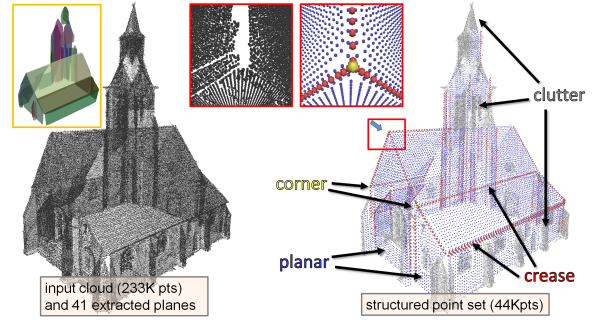 clutter
corner
planar
crease
input cloud (233K pts)
and 41 extracted planes
structured point set (44Kpts)